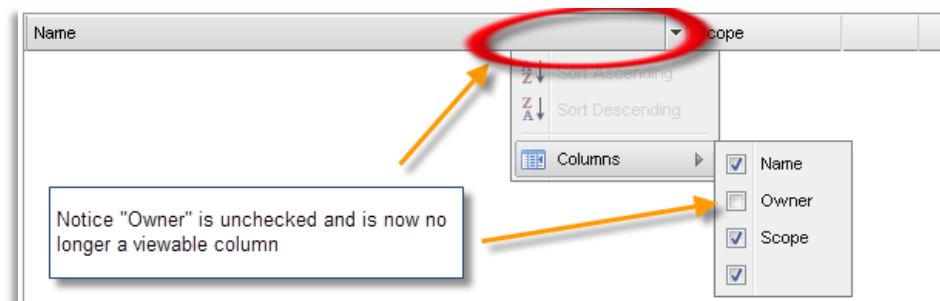 Name
cope
Sort Ascending
Sort Descending
Columns
Name
Owner
Scope
Notice "Owner" is unchecked and is now no
longer a viewable column